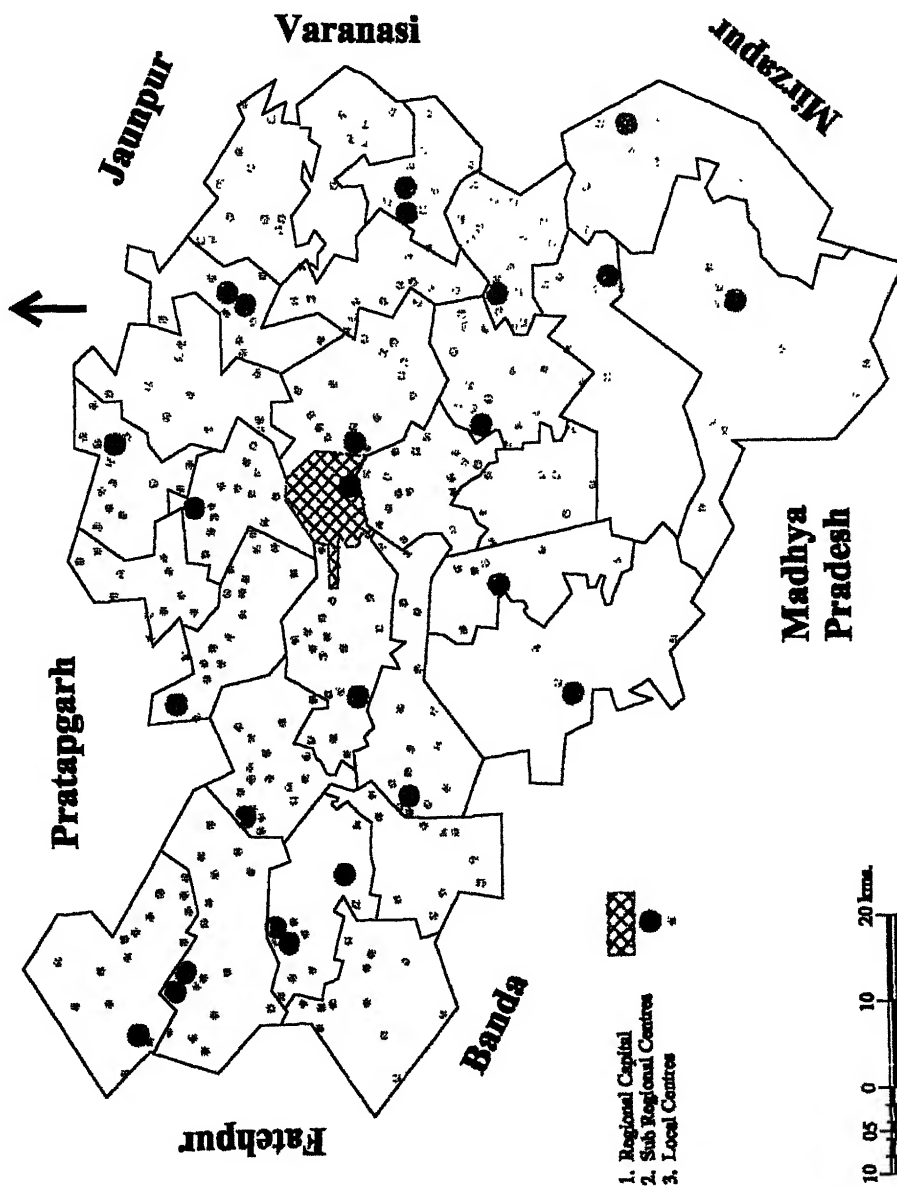 Jaunpur
Varanasi
Mirzapur
Pratapgarh
Fatehpur
Banda
Madhya
Pradesh
1. Regional Capital
2. Sub Regional Centres
3. Local Centres
10 05 0 10 20 kms.